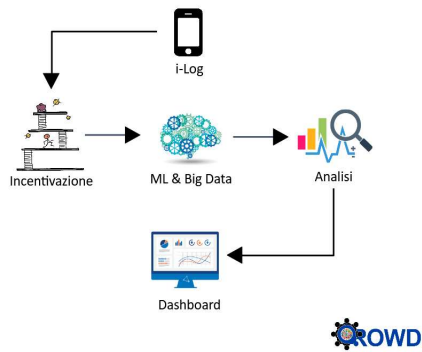 i-Log
Incentivazione
ML & Big Data
Analisi
Dashboard
ROWD